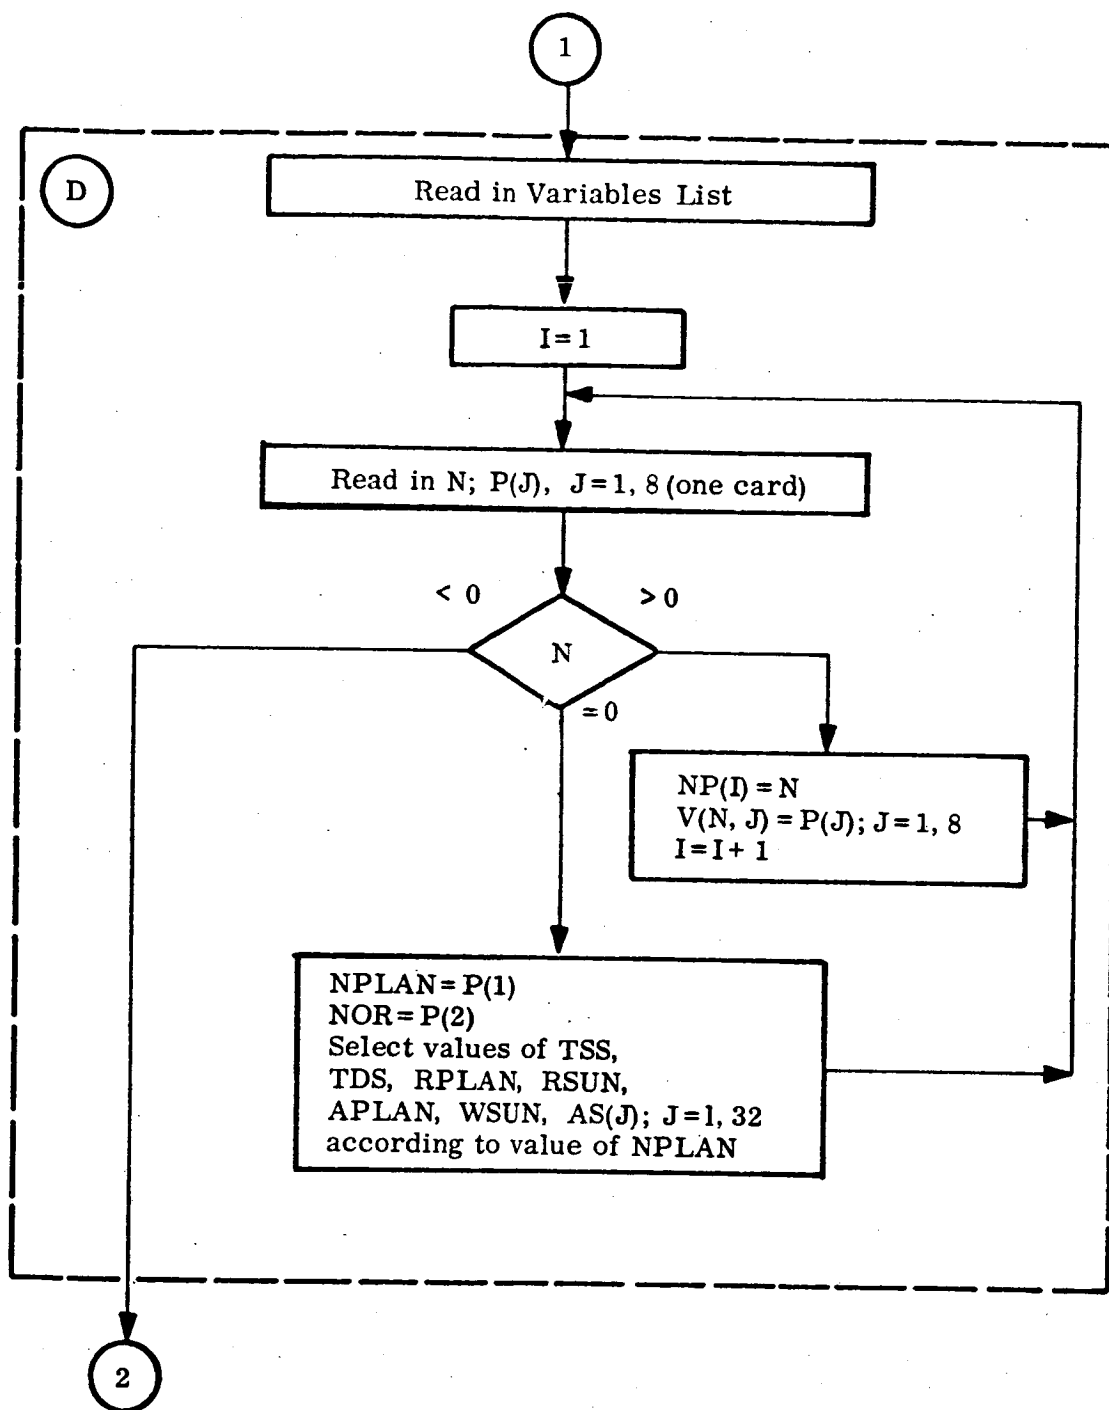 1
D
Read in Variables List
I=1
Read in N; P(J), J=1, 8 (one card)
< 0
> 0
N
=0
NP(I) = N
V(N, J) = P(J); J=1, 8
I=I+ 1
NPLAN=P(1)
NOR=P(2)
Select values of TSS,
TDS, RPLAN, RSUN,
APLAN, WSUN, AS(J); J=1, 32
according to value of NPLAN
2